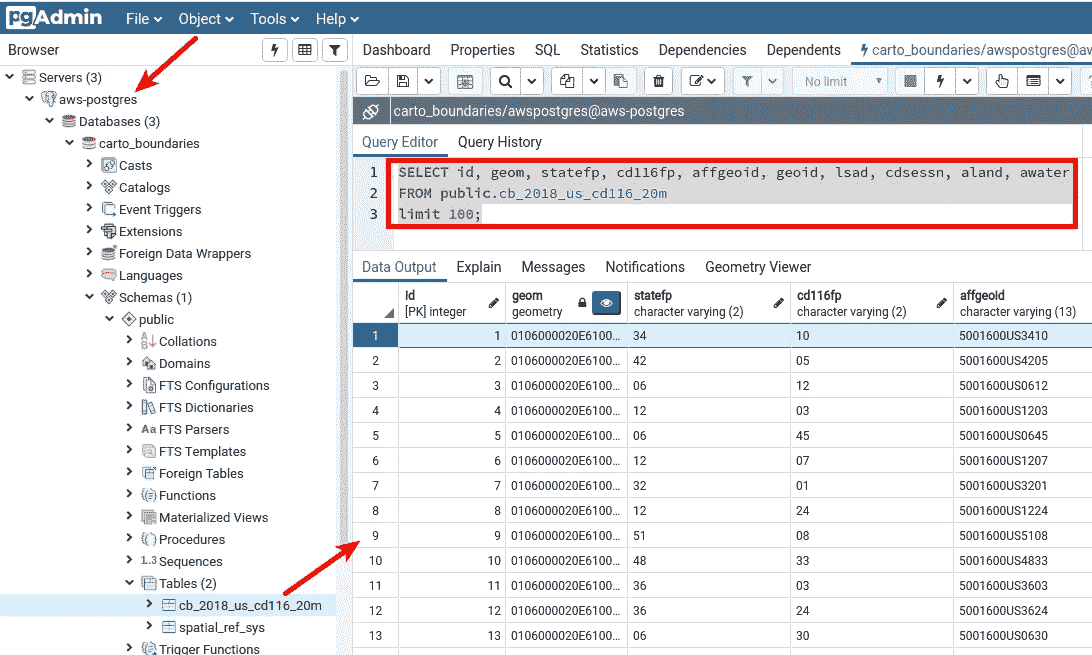 pgAdmin File Object Tools Help
Browser
Servers (3)
aws-postgres
Databases (3)
carto_boundaries
Casts
Catalogs
Event Triggers
Extensions
Foreign Data Wrappers
Languages
Schemas (1)
public
Collations
Domains
FTS Configurations
FTS Dictionaries
Aa FTS Parsers
FTS Templates
Foreign Tables
Functions
Materialized Views
Procedures
1..3 Sequences
Tables (2)
cb_2018_us_cd116_20m
spatial_ref_sys
Trigger Functions
Dashboard Properties SQL Statistics Dependencies Dependents carto_boundaries/awspostgres@aw
No limit
carto_boundaries/awspostgres@aws-postgres
Query Editor Query History
1 SELECT id, geom, statefp, cd116fp, affgeoid, geoid, lsad, cdsessn, aland, awater
2 FROM public.cb_2018_us_cd116_20m
3 limit 100;
Data Output Explain Messages Notifications Geometry Viewer
id geom statefp cd116fp affgeoid
[PK] integer geometry character varying (2) character varying (2) character varying (13)
1 1 0106000020E6100... 34 10 5001600US3410
2 2 0106000020E6100... 42 05 5001600US4205
3 3 0106000020E6100... 06 12 5001600US0612
4 4 0106000020E6100... 12 03 5001600US1203
5 5 0106000020E6100... 06 45 5001600US0645
6 6 0106000020E6100... 12 07 5001600US1207
7 7 0106000020E6100... 32 01 5001600US3201
8 8 0106000020E6100... 12 24 5001600US1224
9 9 0106000020E6100... 51 08 5001600US5108
10 10 0106000020E6100... 48 33 5001600US4833
11 11 0106000020E6100... 36 03 5001600US3603
12 12 0106000020E6100... 36 24 5001600US3624
13 13 0106000020E6100... 06 30 5001600US0630